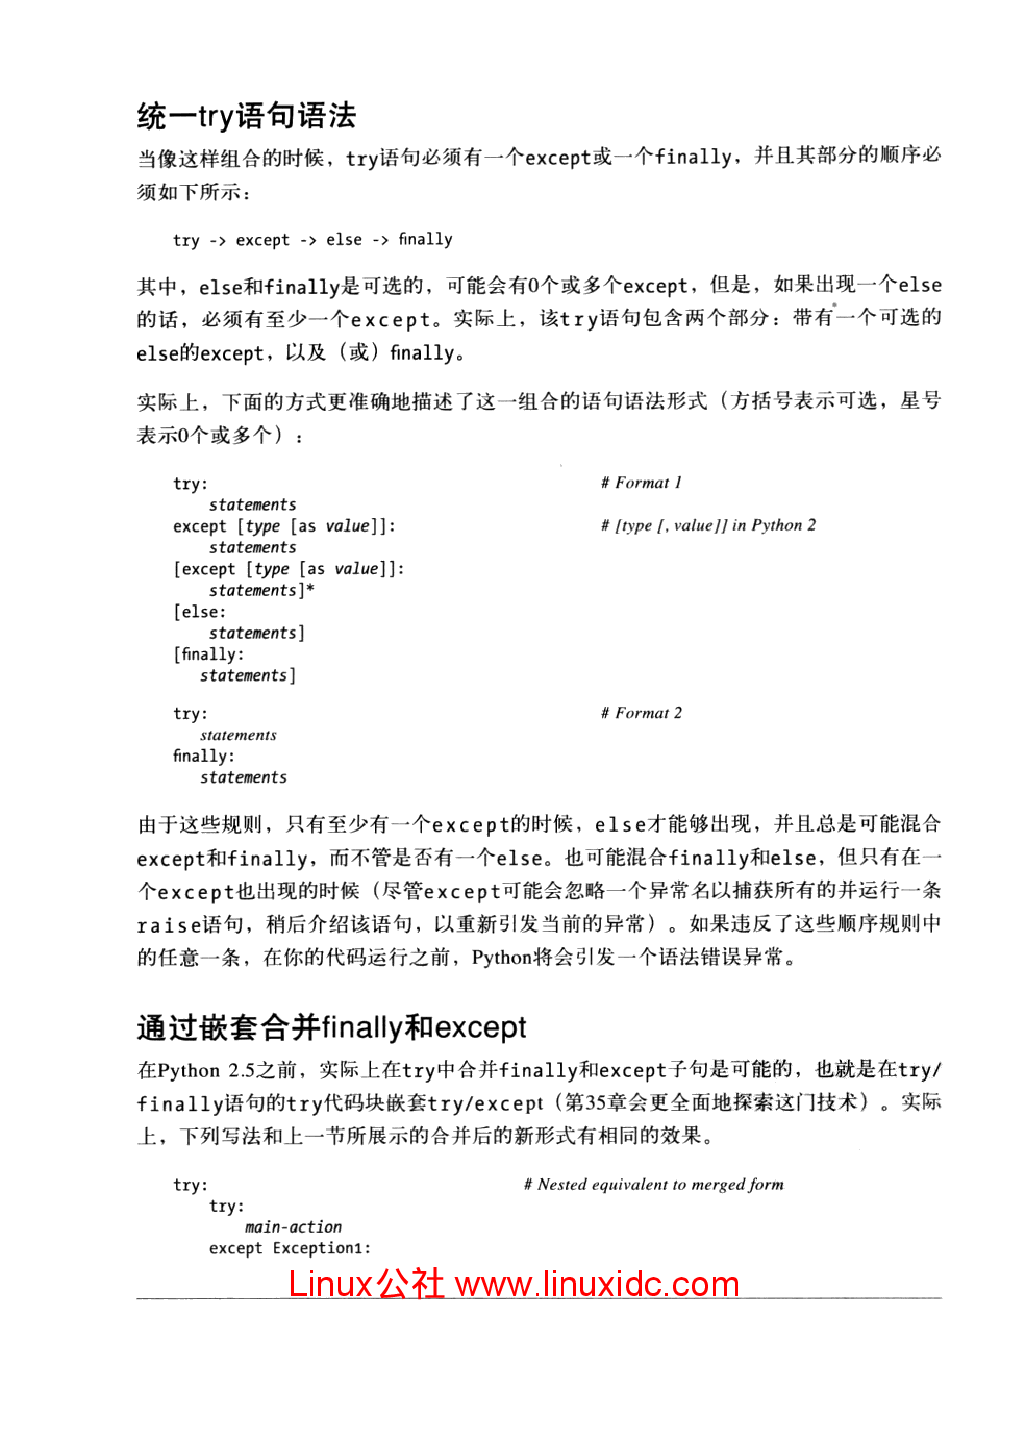 统一try语句语法
当像这样组合的时候，try语句必须有一个except或一个finally，并且其部分的顺序必
须如下所示：
try -> except -> else -> finally
其中，else和finally是可选的，可能会有0个或多个except，但是，如果出现一个else
的话，必须有至少一个except。实际上，该try语句包含两个部分：带有一个可选的
else的except，以及（或）finally。
实际上，下面的方式更准确地描述了这一组合的语句语法形式（方括号表示可选，星号
表示0个或多个）：
try: # Format 1
statements
except [type [as value]]: # [type [, value]] in Python 2
statements
[except [type [as value]]:
statements]*
[else:
statements]
[finally:
statements]
try: # Format 2
statements
finally:
statements
由于这些规则，只有至少有一个except的时候，else才能够出现，并且总是可能混合
except和finally，而不管是否有一个else。也可能混合finally和else，但只有在一
个except也出现的时候（尽管except可能会忽略一个异常名以捕获所有的并运行一条
raise语句，稍后介绍该语句，以重新引发当前的异常）。如果违反了这些顺序规则中
的任意一条，在你的代码运行之前，Python将会引发一个语法错误异常。
通过嵌套合并finally和except
在Python 2.5之前，实际上在try中合并finally和except子句是可能的，也就是在try/
finally语句的try代码块嵌套try/except（第35章会更全面地探索这门技术）。实际
上，下列写法和上一节所展示的合并后的新形式有相同的效果。
try: # Nested equivalent to merged form
try:
main-action
except Exception1:
Linux公社 www.linuxidc.com